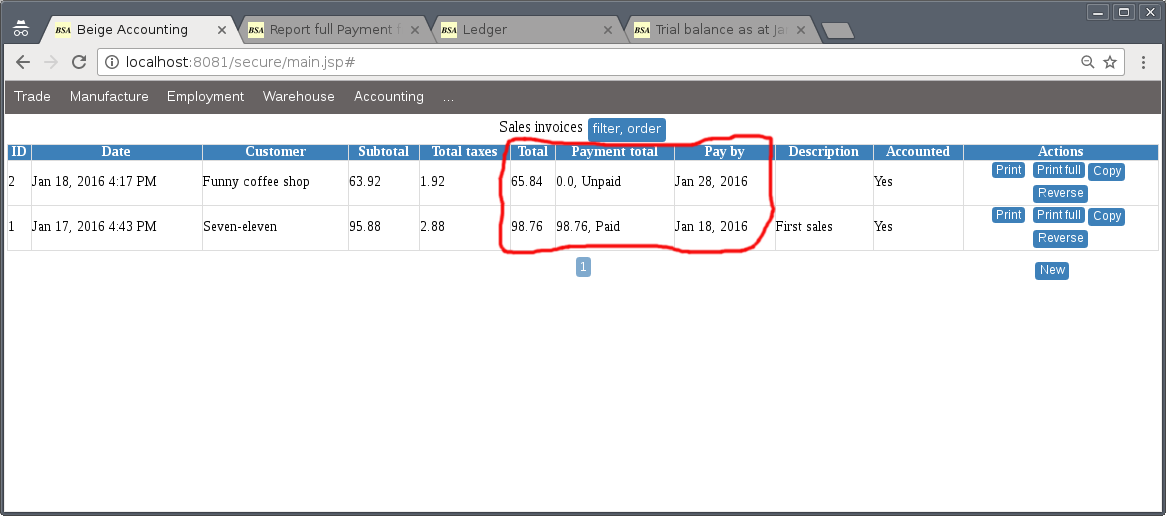 BSA Beige Accounting
BSA Report full Payment
BSA Ledger
BSA Trial balance as at Jan
localhost:8081/secure/main.jsp#
Trade Manufacture Employment Warehouse Accounting ...
Sales invoices filter, order
ID Date Customer Subtotal Total taxes Total Payment total Pay by Description Accounted Actions
2 Jan 18, 2016 4:17 PM Funny coffee shop 63.92 1.92 65.84 0.0, Unpaid Jan 28, 2016 Yes Print Print full Copy
Reverse
1 Jan 17, 2016 4:43 PM Seven-eleven 95.88 2.88 98.76 98.76, Paid Jan 18, 2016 First sales Yes Print Print full Copy
Reverse
1
New